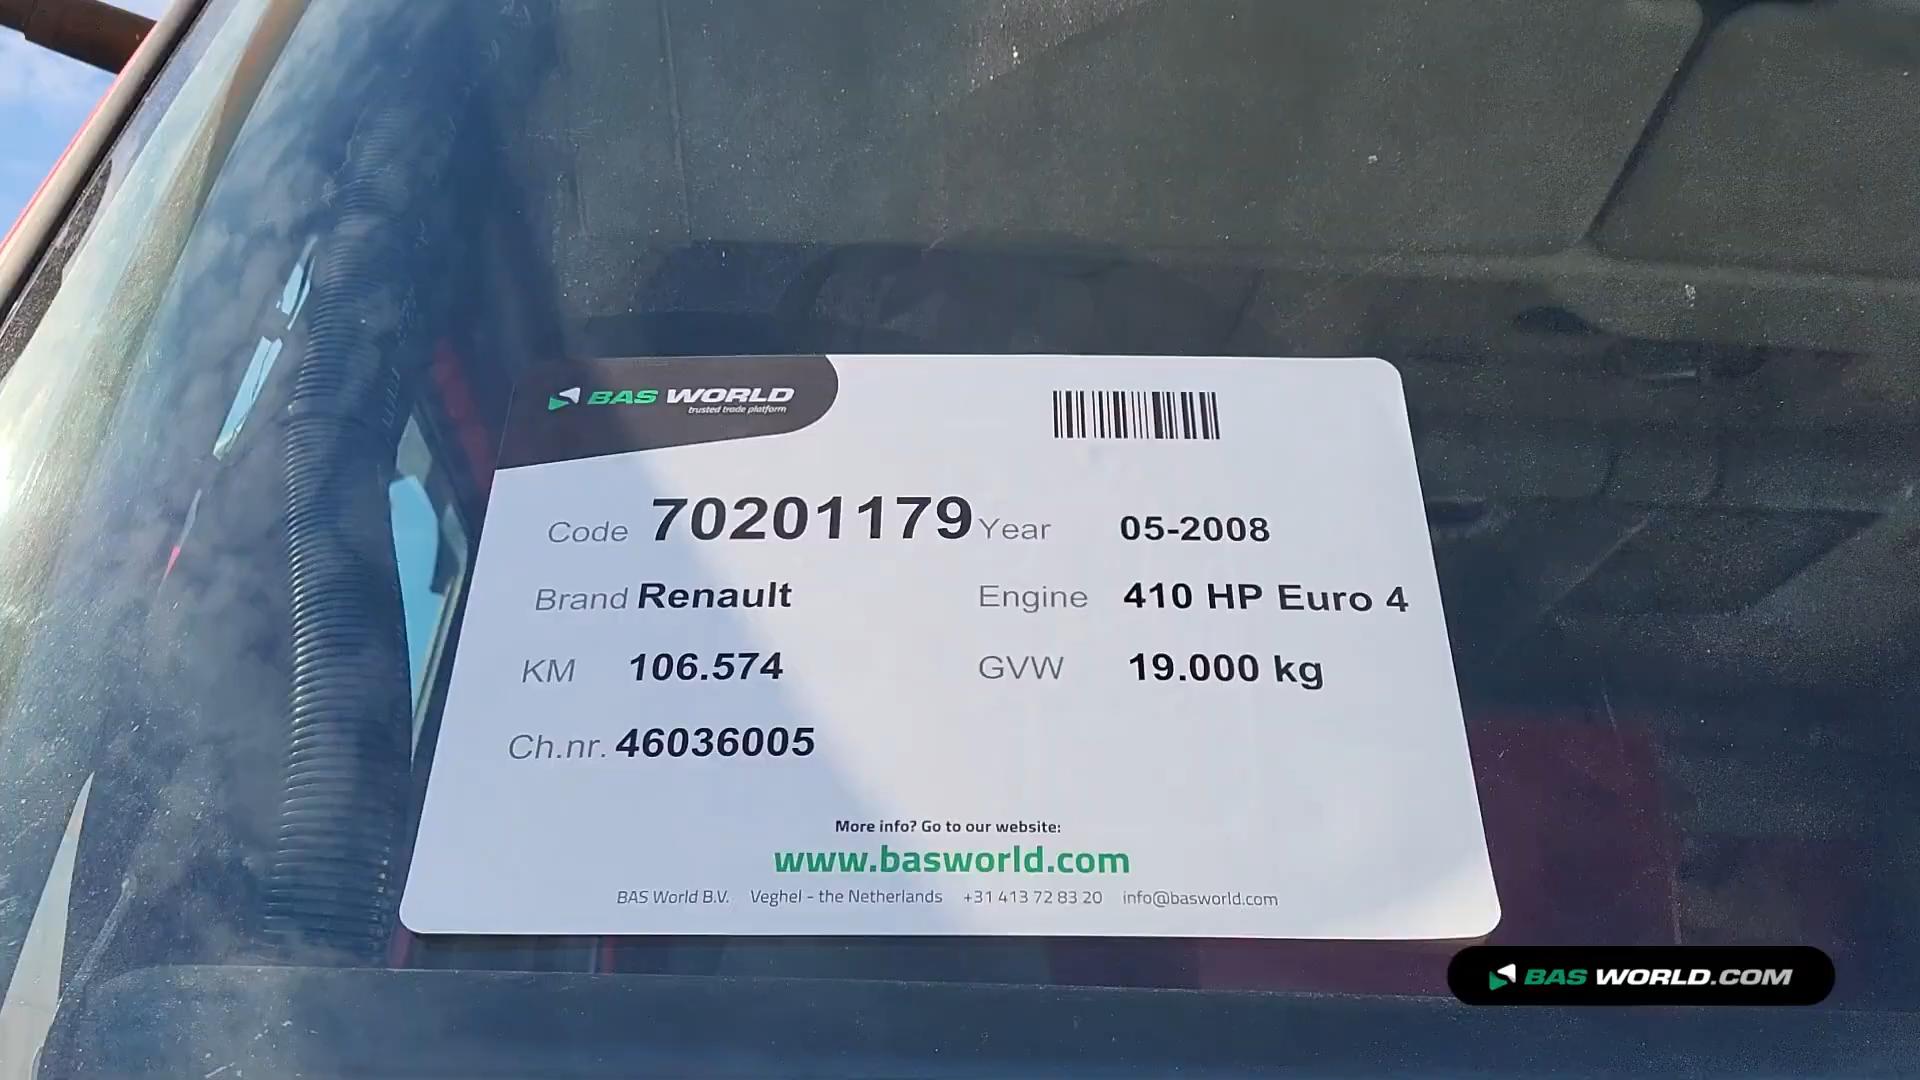 BAS WORLD
trusted trade platform
Code 70201179 Year 05-2008
Brand Renault Engine 410 HP Euro 4
KM 106.574 GVW 19.000 kg
Ch.nr. 46036005
More info? Go to our website:
www.basworld.com
BAS World B.V. Veghel - the Netherlands +31 413 72 83 20 info@basworld.com
BAS WORLD.COM